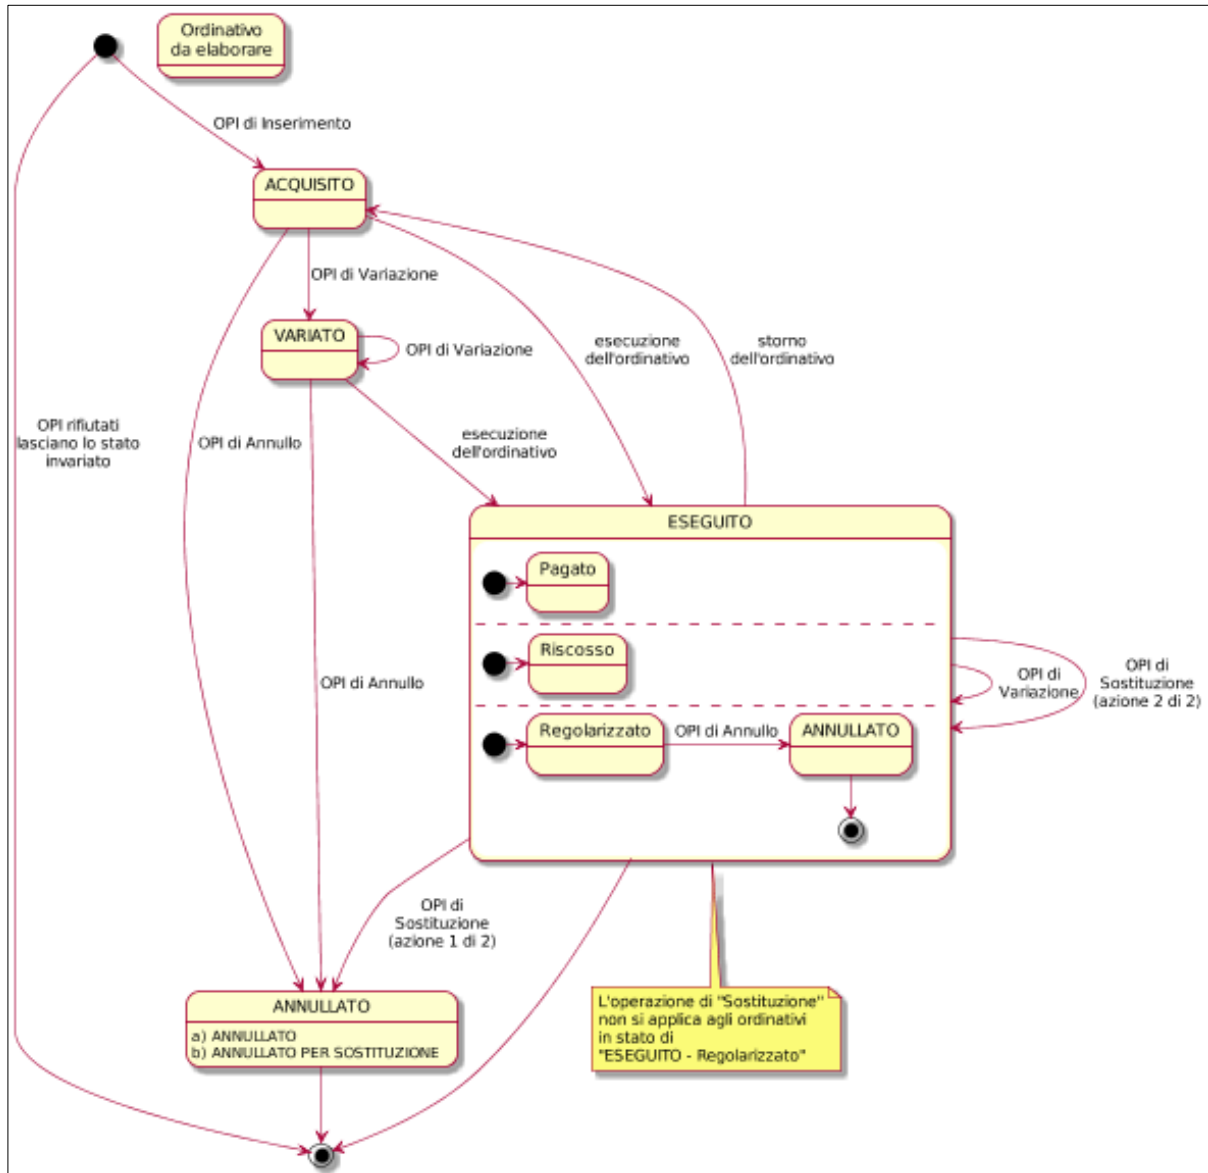 Ordinativo
da elaborare
OPI di Inserimento
ACQUISITO
OPI di Variazione
VARIATO
OPI di Variazione
esecuzione
dell'ordinativo
storno
dell'ordinativo
OPI rifiutati
lasciano lo stato
invariato
OPI di Annullo
esecuzione
dell'ordinativo
ESEGUITO
Pagato
Riscosso
OPI di Annullo
OPI di
Variazione
OPI di
Sostituzione
(azione 2 di 2)
Regolarizzato
OPI di Annullo
ANNULLATO
OPI di
Sostituzione
(azione 1 di 2)
ANNULLATO
a) ANNULLATO
b) ANNULLATO PER SOSTITUZIONE
L'operazione di "Sostituzione"
non si applica agli ordinativi
in stato di
"ESEGUITO - Regolarizzato"